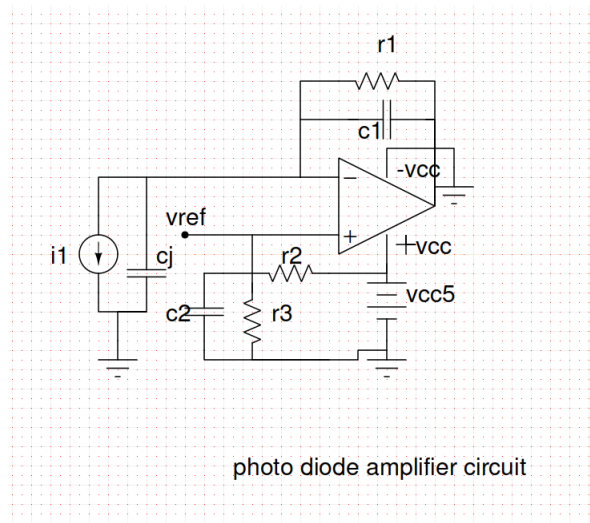 r1
c1
-vcc
vref
+vcc
i1
cj
r2
vcc5
c2
r3
photo diode amplifier circuit